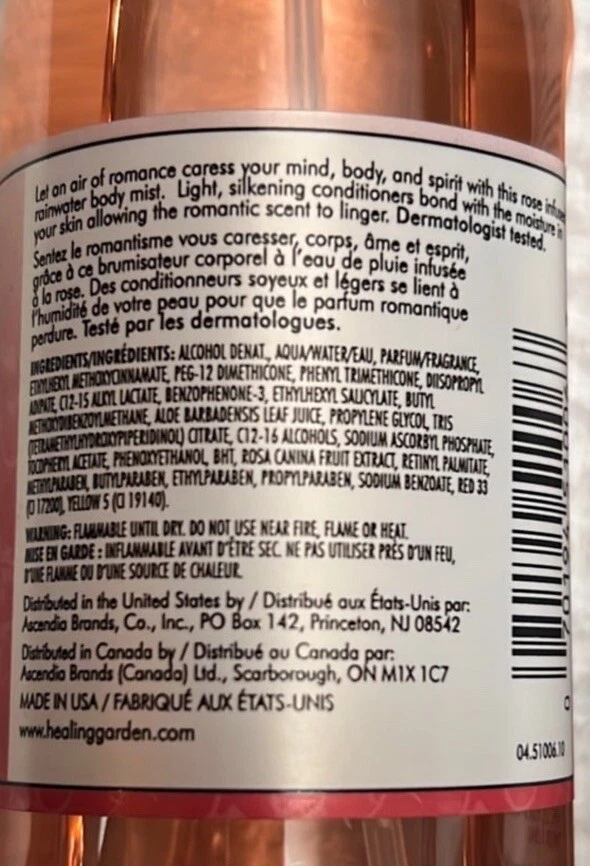 Let an air of romance caress your mind, body, and spirit with this rose
rainwater body mist. Light, silkening conditioners bond with the moisture in
your skin allowing the romantic scent to linger. Dermatologist tested.
Sentez le romantisme vous caresser, corps, âme et esprit,
grâce à ce brumisateur corporel à l'eau de pluie infusée
à la rose. Des conditionneurs soyeux et légers se lient à
l'humidité de votre peau pour que le parfum romantique
perdure. Testé par les dermatologues.
INGREDIENTS/INGRÉDIENTS: ALCOHOL DENAT., AQUA/WATER/EAU, PARFUM/FRAGRANCE,
ETHYLHEXYL METHOXYCINNAMATE, PEG-12 DIMETHICONE, PHENYL TRIMETHICONE, DIISOPROPYL
ADIPATE, C12-15 ALKYL LACTATE, BENZOPHENONE-3, ETHYLHEXYL SALICYLATE, BUTYL
METHOXYDIBENZOYLMETHANE, ALOE BARBADENSIS LEAF JUICE, PROPYLENE GLYCOL, TRIS
(TETRAMETHYLHYDROXYPIPERIDINOL) CITRATE, C12-16 ALCOHOLS, SODIUM ASCORBYL PHOSPHATE,
TOCOPHERYL ACETATE, PHENOXYETHANOL, BHT, ROSA CANINA FRUIT EXTRACT, RETINYL PALMITATE,
METHYLPARABEN, BUTYLPARABEN, ETHYLPARABEN, PROPYLPARABEN, SODIUM BENZOATE, RED 33
(CI 17200), YELLOW 5 (CI 19140).
WARNING: FLAMMABLE UNTIL DRY. DO NOT USE NEAR FIRE, FLAME OR HEAT.
MISE EN GARDE : INFLAMMABLE AVANT D'ÊTRE SEC. NE PAS UTILISER PRÈS D'UN FEU,
D'UNE FLAMME OU D'UNE SOURCE DE CHALEUR.
Distributed in the United States by / Distribué aux États-Unis par:
Ascendia Brands, Co., Inc., PO Box 142, Princeton, NJ 08542
Distributed in Canada by / Distribué au Canada par:
Ascendia Brands (Canada) Ltd., Scarborough, ON M1X 1C7
MADE IN USA / FABRIQUÉ AUX ÉTATS-UNIS
www.healinggarden.com
04.51006.10